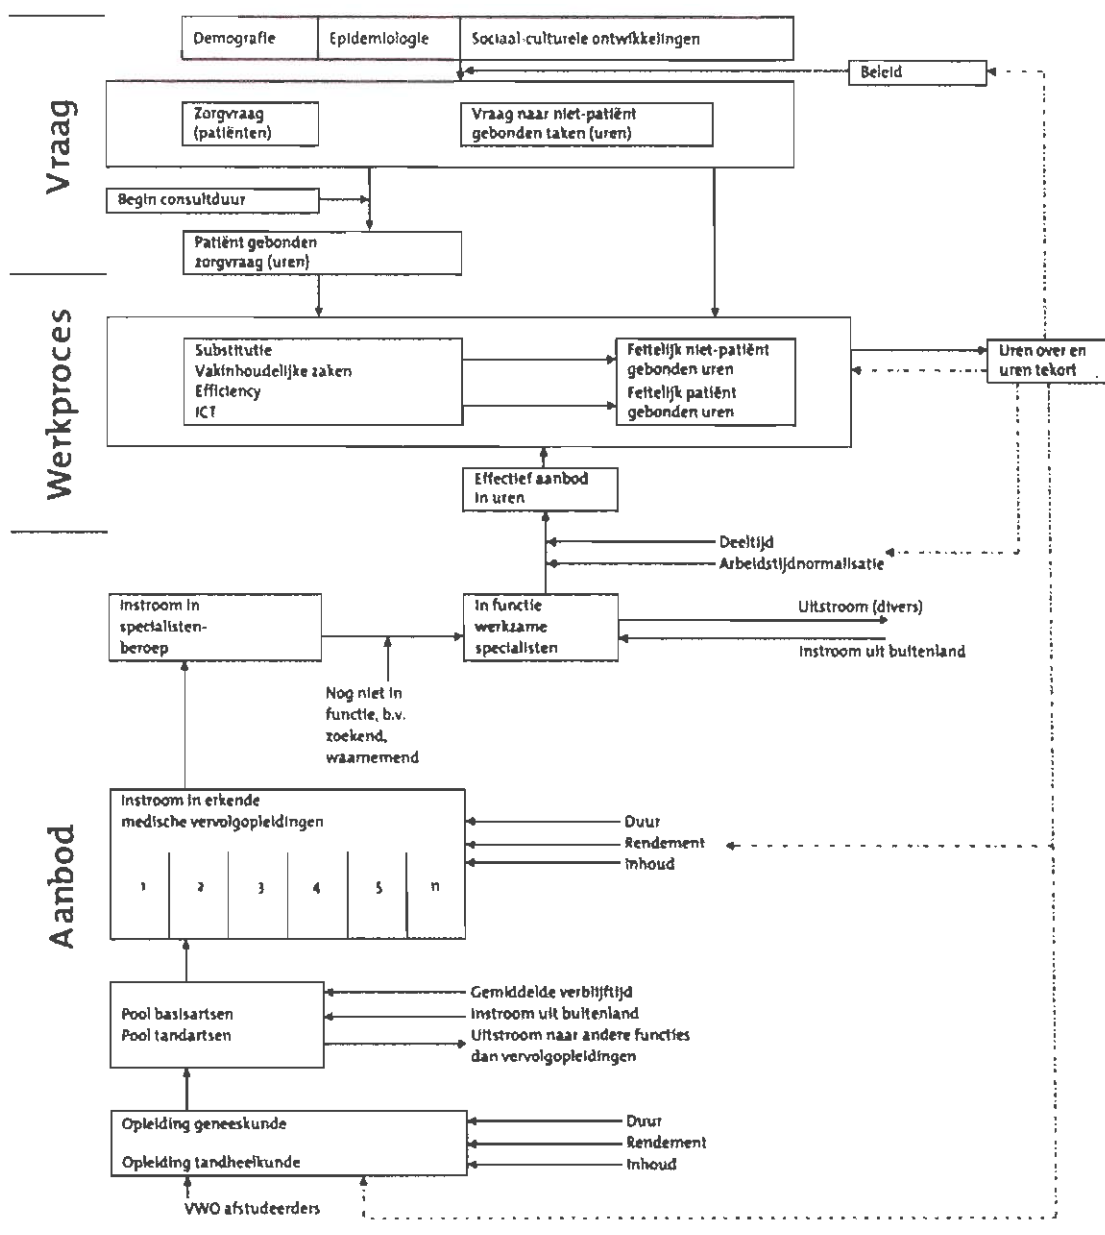 Vraag
Demografie
Epidemiologie
Sociaal-culturele ontwikkelingen
Beleid
Zorgvraag
(patiënten)
Vraag naar niet-patiënt
gebonden taken (uren)
Begin consultduur
Patiënt gebonden
zorgvraag (uren)
Werkproces
Substitutie
Vakinhoudelijke zaken
Efficiency
ICT
Feitelijk niet-patiënt
gebonden uren
Feitelijk patiënt
gebonden uren
Uren over en
uren tekort
Effectief aanbod
in uren
Aanbod
Deeltijd
Arbeidstijdnormalisatie
Instroom in
specialisten-
beroep
In functie
werkzame
specialisten
Uitstroom (divers)
Instroom uit buitenland
Nog niet in
functie, b.v.
zoekend,
waarnemend
Instroom in erkende
medische vervolgopleidingen
1 2 3 4 5 n
Duur
Rendement
Inhoud
Pool basisartsen
Pool tandartsen
Gemiddelde verblijftijd
Instroom uit buitenland
Uitstroom naar andere functies
dan vervolgopleidingen
Opleiding geneeskunde
Opleiding tandheelkunde
Duur
Rendement
Inhoud
VWO afstudeerders